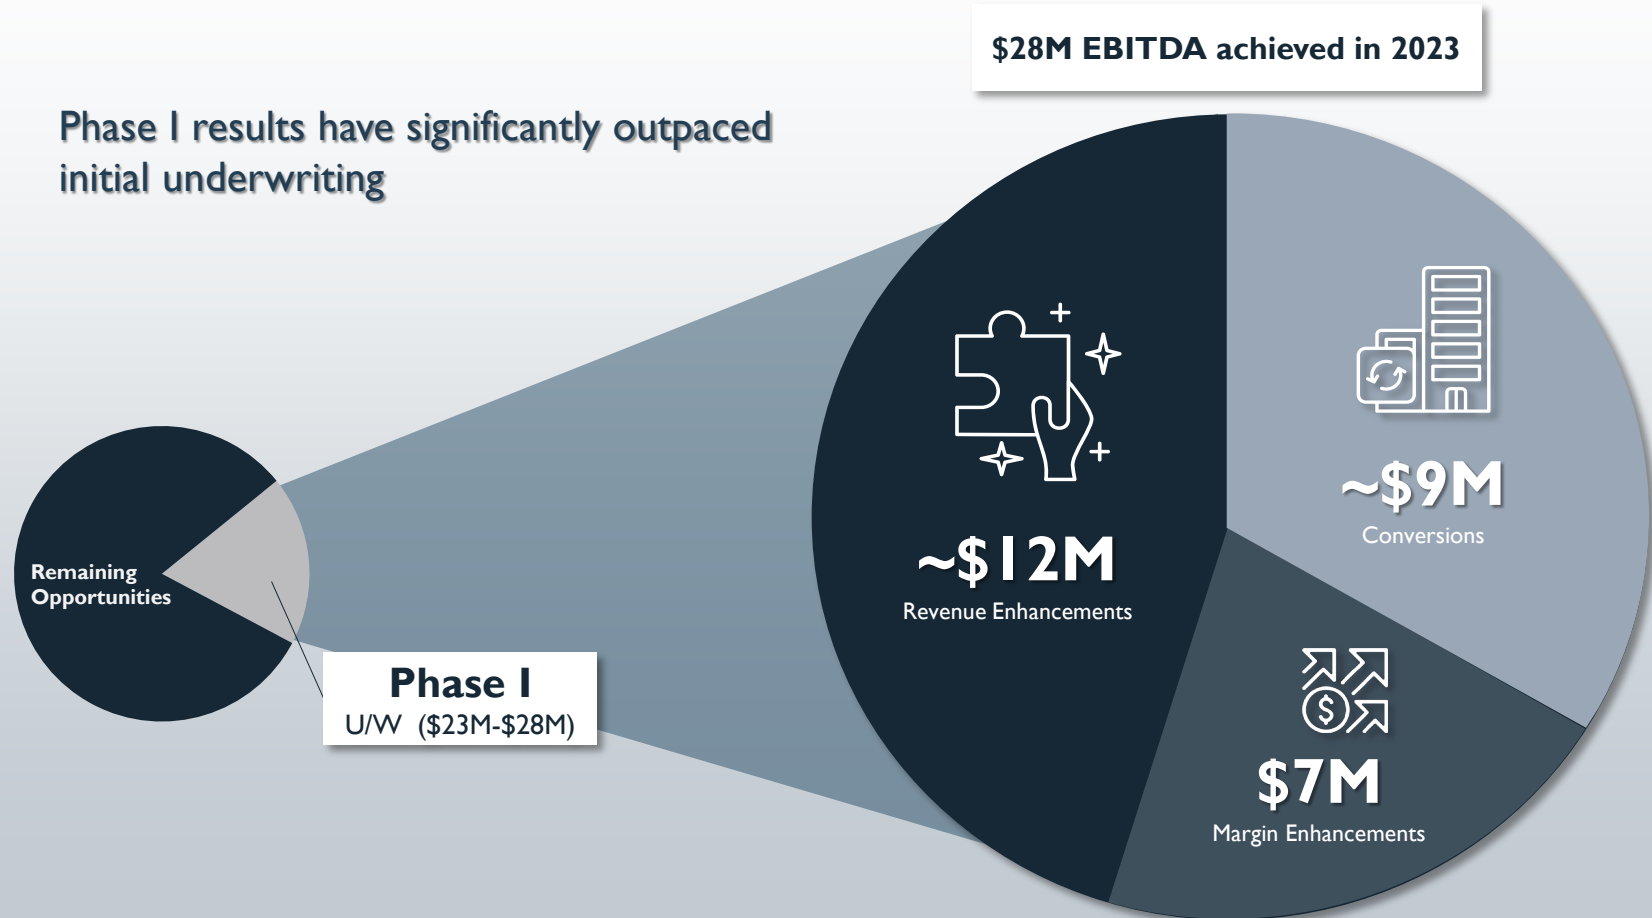 $28M EBITDA achieved in 2023
Phase I results have significantly outpaced
initial underwriting
Remaining
Opportunities
Phase I
U/W ($23M-$28M)
~$12M
Revenue Enhancements
~$9M
Conversions
$
$7M
Margin Enhancements